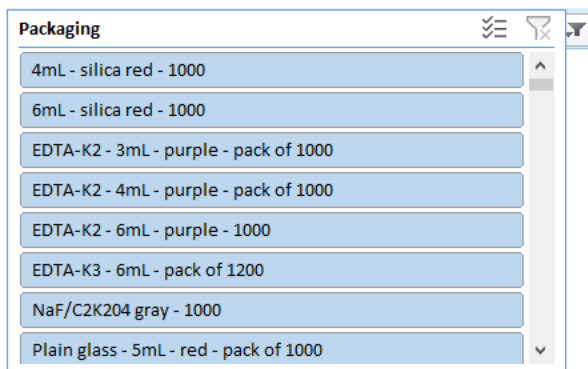 Packaging
4mL - silica red - 1000
6mL - silica red - 1000
EDTA-K2 - 3mL - purple - pack of 1000
EDTA-K2 - 4mL - purple - pack of 1000
EDTA-K2 - 6mL - purple - 1000
EDTA-K3 - 6mL - pack of 1200
NaF/C2K204 gray - 1000
Plain glass - 5mL - red - pack of 1000